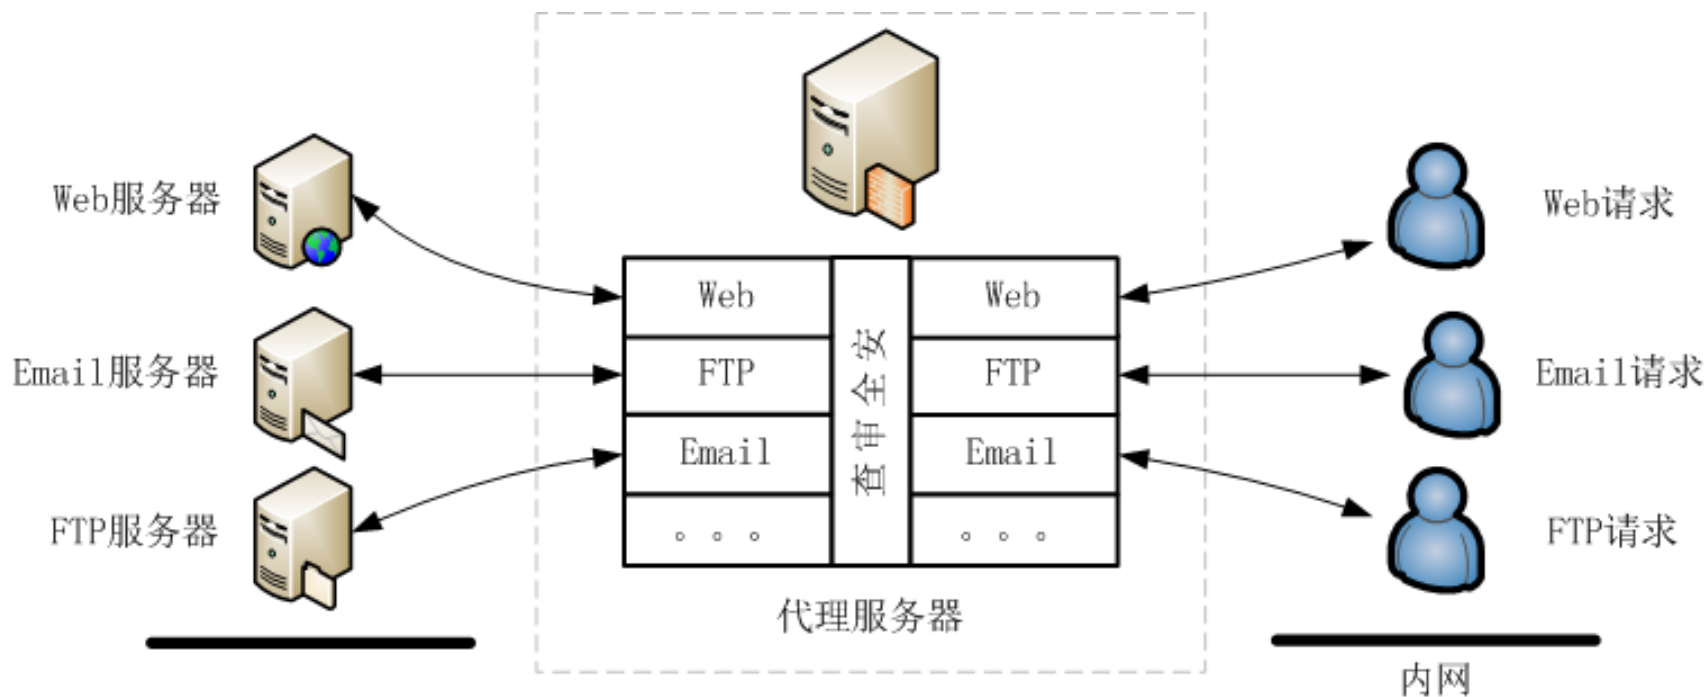 Web服务器
Email服务器
FTP服务器
Web
FTP
Email
。。。
安全审查
Web
FTP
Email
。。。
代理服务器
Web请求
Email请求
FTP请求
内网